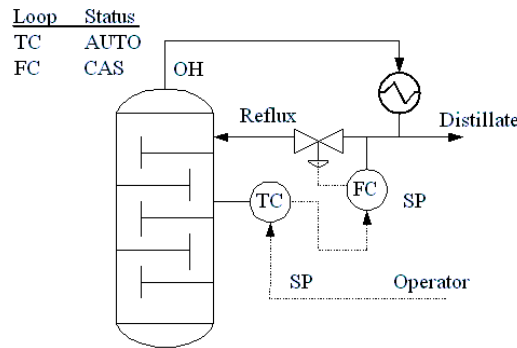 Loop Status
TC AUTO
FC CAS
OH
Reflux
Distillate
TC
FC
SP
SP
Operator